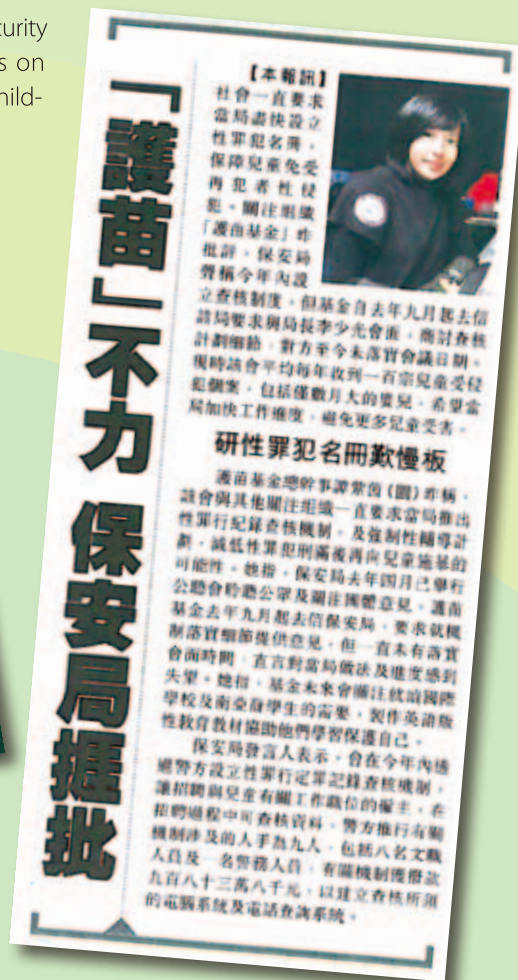 curity
s on
hild-
「護苗」不力 保安局捱批
【本報訊】
社會一直要求
當局盡快設立
性罪犯名冊，
保障兒童免受
再犯者性侵
犯。關注組織
「護苗基金」昨
批評，保安局
聲稱今年內設
立查核制度，但基金自去年九月起去信
該局要求與局長李少光會面，商討查核
計劃細節，對方至今未落實會議日期。
現時該會平均每年收到一百宗兒童受侵
犯個案，包括僅數月大的嬰兒，希望當
局加快工作進度，避免更多兒童受害。
研性罪犯名冊歎慢板
護苗基金總幹事譚紫茵(圖)昨稱，
該會與其他關注組織一直要求當局推出
性罪行紀錄查核機制，及強制性輔導計
劃，減低性罪犯刑滿後再向兒童施暴的
可能性。她指，保安局去年四月已舉行
公聽會聆聽公眾及關注團體意見，護苗
基金去年九月起去信保安局，要求就機
制落實細節提供意見，但一直未有落實
會面時間，直言對當局做法及進度感到
失望。她指，基金未來會關注就讀國際
學校及南亞裔學生的需要，製作英語版
性教育教材協助他們學習保護自己。
保安局發言人表示，會在今年內透
過警方設立性罪行定罪記錄查核機制，
讓招聘與兒童有關工作職位的僱主，在
招聘過程中可查核資料。警方推行有關
機制涉及的人手為九人，包括八名文職
人員及一名警務人員，有關機制獲撥款
九百八十三萬八千元，以建立查核所須
的電腦系統及電話查詢系統。